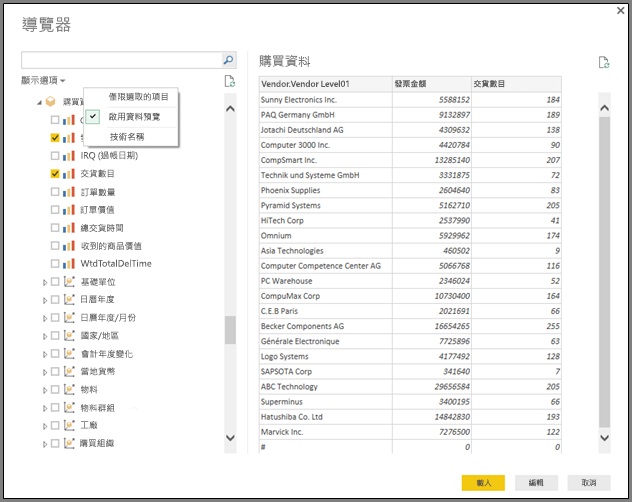 導覽器
顯示選項
僅限選取的項目
啟用資料預覽
技術名稱
IRQ (過帳日期)
交貨數目
訂單數量
訂單價值
總交貨時間
收到的商品價值
WtdTotalDelTime
基礎單位
日曆年度
日曆年度/月份
國家/地區
會計年度變化
當地貨幣
物料
物料群組
工廠
購買組織
購買資料
Vendor.Vendor Level01 發票金額 交貨數目
Sunny Electronics Inc. 5588152 184
PAQ Germany GmbH 9132897 189
Jotachi Deutschland AG 4309632 138
Computer 3000 Inc. 4420784 90
CompSmart Inc. 13285140 207
Technik und Systeme GmbH 3331875 72
Phoenix Supplies 2604640 83
Pyramid Systems 5162710 205
HiTech Corp 2537990 41
Omnium 5929962 174
Asia Technologies 460502 9
Computer Competence Center AG 5066768 116
PC Warehouse 2346024 52
CompuMax Corp 10730400 164
C.E.B Paris 2021691 66
Becker Components AG 16654265 255
Générale Electronique 7725896 63
Logo Systems 4177492 128
SAPSOTA Corp 341640 7
ABC Technology 29656584 205
Superminus 3400195 66
Hatushiba Co. Ltd 14842830 193
Marvick Inc. 7276500 122
# 0 0
載入 編輯 取消